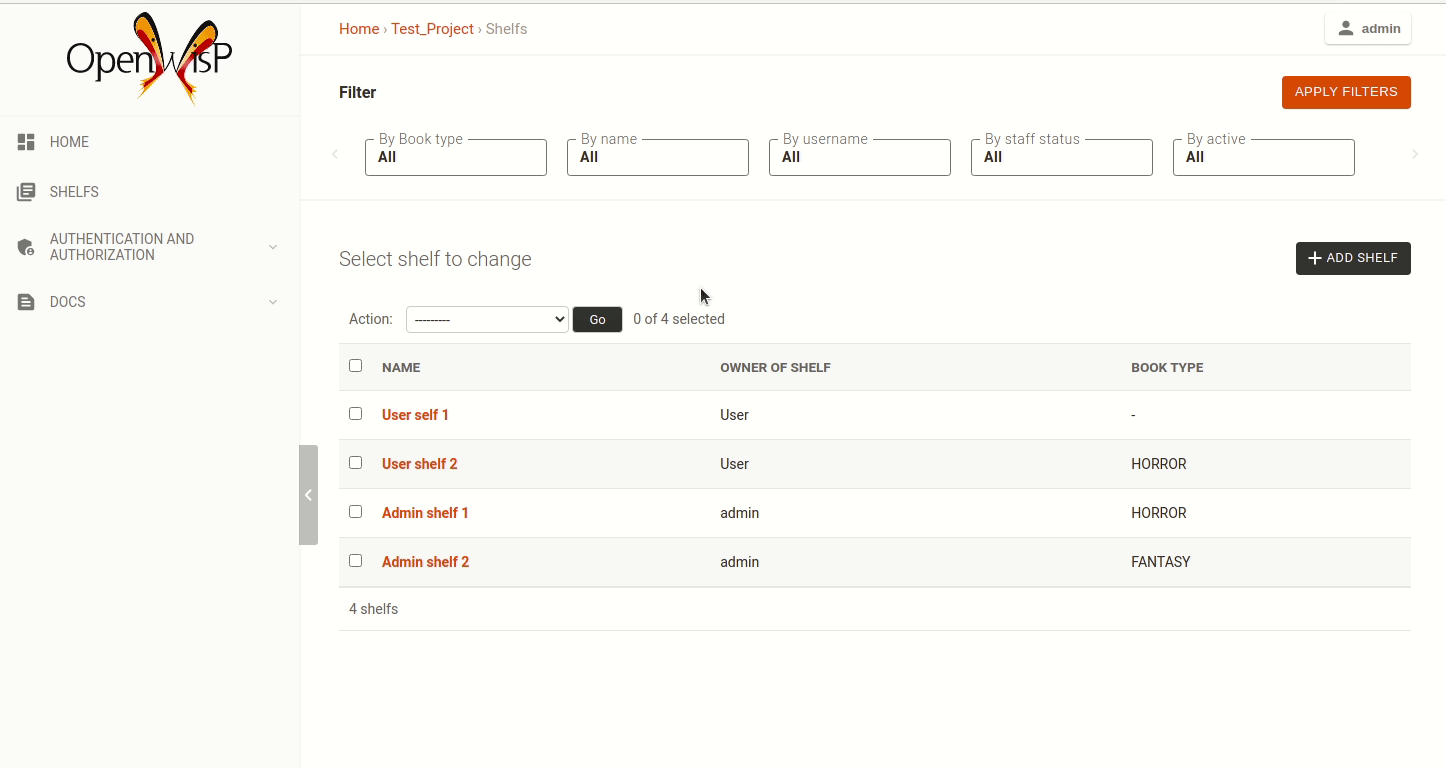 OpenWISP
Home › Test_Project › Shelfs
admin
Filter
APPLY FILTERS
By Book type
All
By name
All
By username
All
By staff status
All
By active
All
HOME
SHELFS
AUTHENTICATION AND
AUTHORIZATION
DOCS
Select shelf to change
ADD SHELF
Action: --------- Go 0 of 4 selected
NAME OWNER OF SHELF BOOK TYPE
User self 1 User -
User shelf 2 User HORROR
Admin shelf 1 admin HORROR
Admin shelf 2 admin FANTASY
4 shelfs